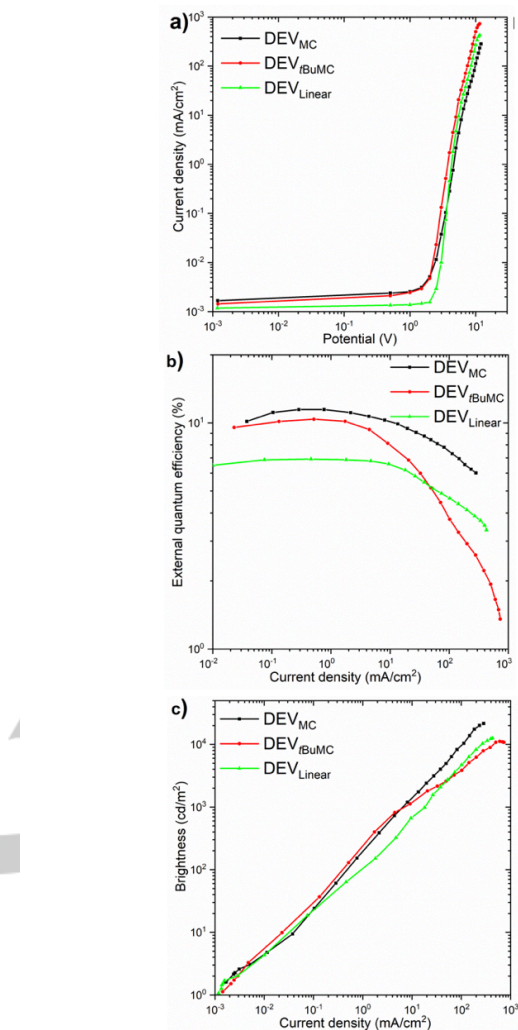 a)
DEV_MC
DEV_tBuMC
DEV_Linear
Current density (mA/cm²)
10³
10²
10¹
10⁰
10⁻¹
10⁻²
10⁻³
10⁻³ 10⁻² 10⁻¹ 10⁰ 10¹
Potential (V)
b)
DEV_MC
DEV_tBuMC
DEV_Linear
External quantum efficiency (%)
10¹
10⁰
10⁻² 10⁻¹ 10⁰ 10¹ 10² 10³
Current density (mA/cm²)
c)
DEV_MC
DEV_tBuMC
DEV_Linear
Brightness (cd/m²)
10⁴
10³
10²
10¹
10⁰
10⁻³ 10⁻² 10⁻¹ 10⁰ 10¹ 10² 10³
Current density (mA/cm²)